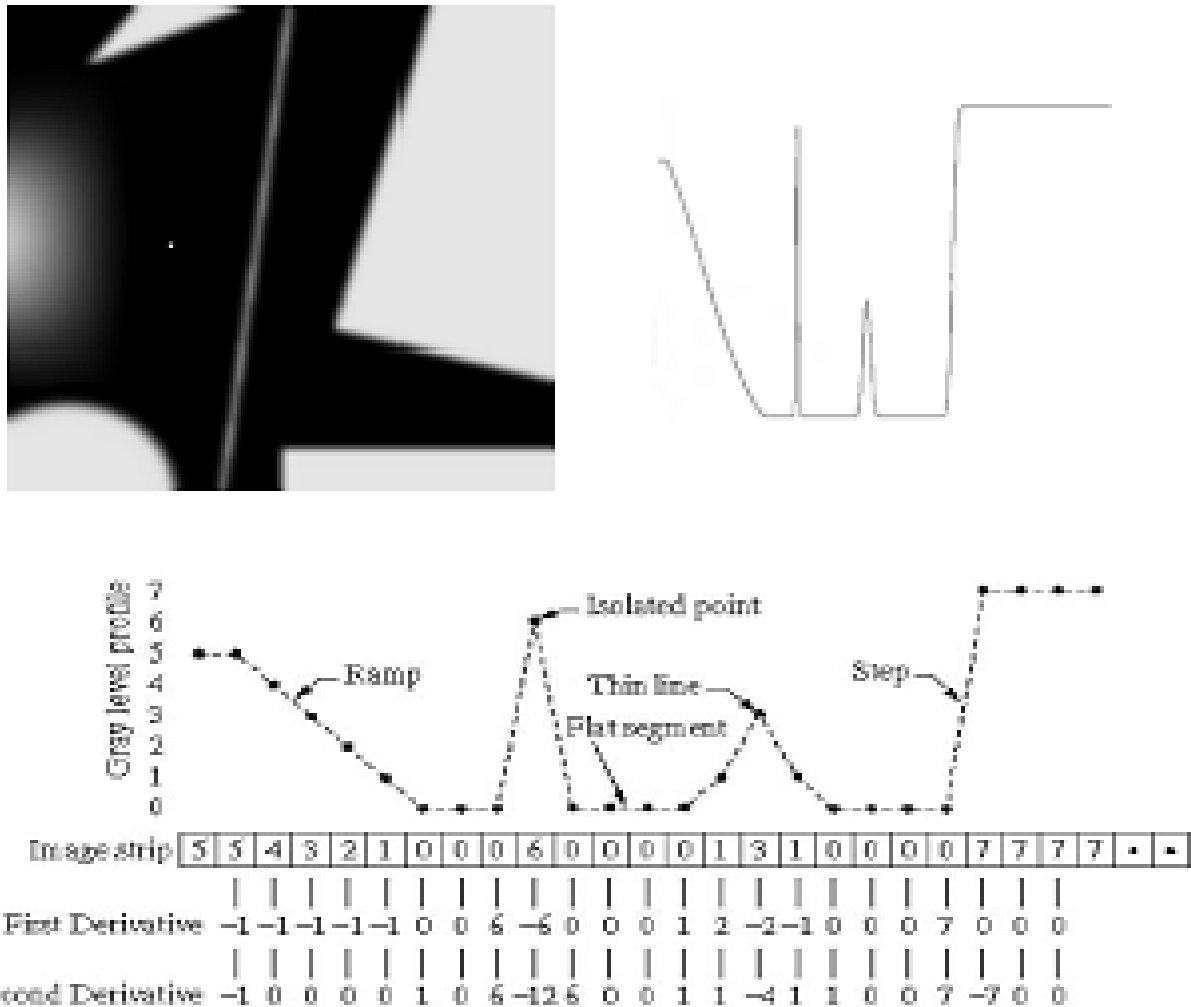 Gray level profile
7
6
5
4
3
2
1
0
Isolated point
Ramp
Thin line
Flat segment
Step
Image strip 5 5 4 3 2 1 0 0 0 6 0 0 0 0 1 3 1 0 0 0 0 7 7 7 7 • •
First Derivative −1 −1 −1 −1 −1 0 0 6 −6 0 0 0 1 2 −2 −1 0 0 0 7 0 0 0
cond Derivative −1 0 0 0 0 1 0 6 −12 6 0 0 1 1 −4 1 1 0 0 7 −7 0 0